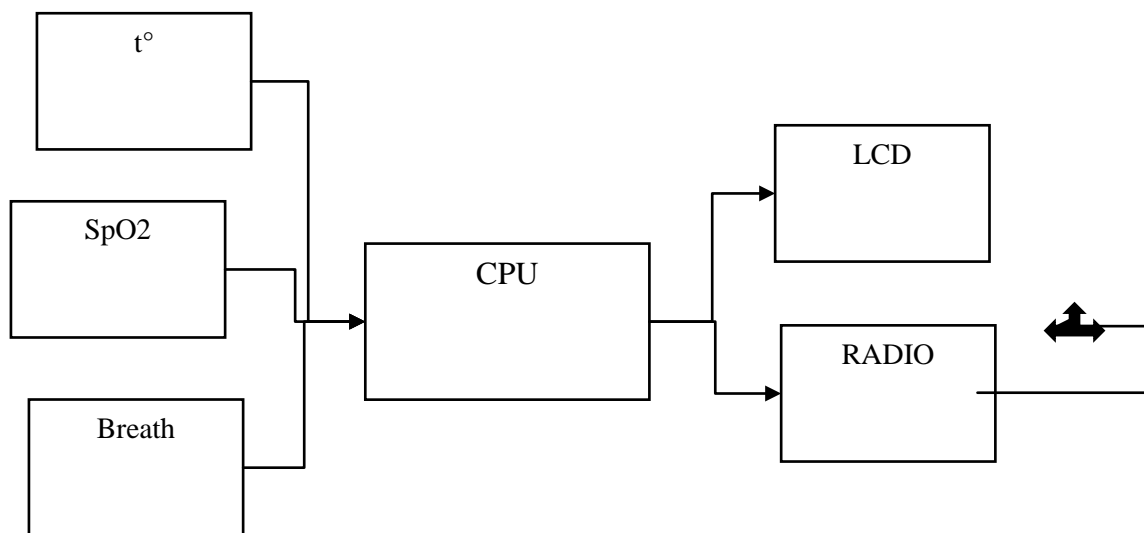 t°
SpO2
Breath
CPU
LCD
RADIO